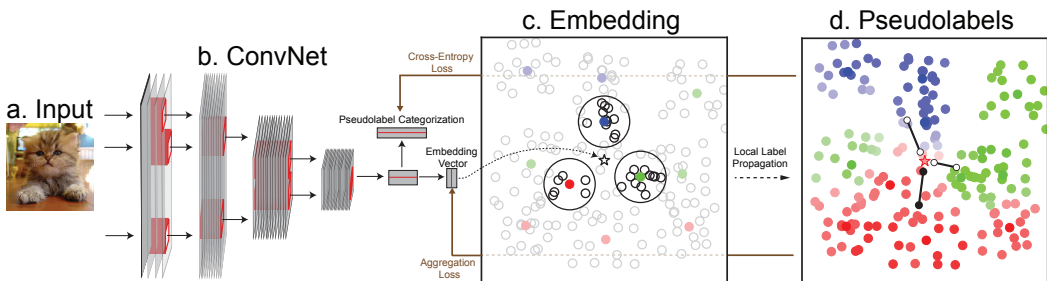 a. Input
b. ConvNet
Cross-Entropy
Loss
Pseudolabel Categorization
Embedding
Vector
Aggregation
Loss
c. Embedding
Local Label
Propagation
d. Pseudolabels